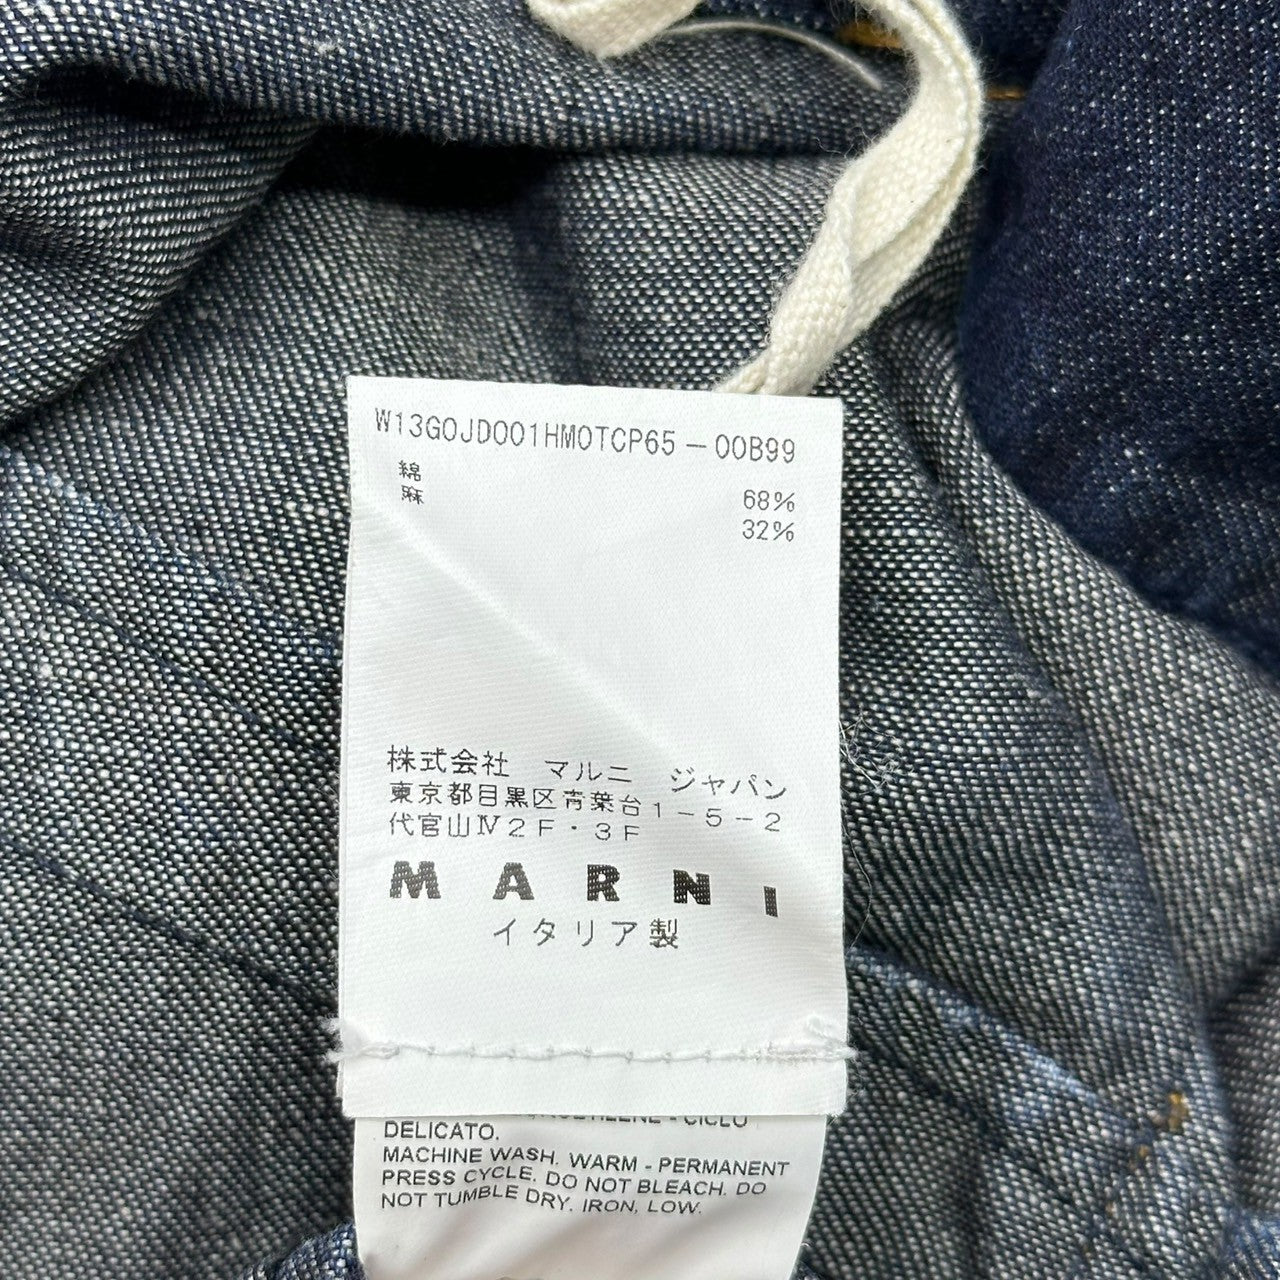 W13G0JD001HM0TCP65-00B99
綿 68%
麻 32%
株式会社 マルニ ジャパン
東京都目黒区青葉台1-5-2
代官山Ⅳ2F・3F
MARNI
イタリア製
- CICLO
DELICATO.
MACHINE WASH, WARM - PERMANENT
PRESS CYCLE. DO NOT BLEACH. DO
NOT TUMBLE DRY. IRON, LOW.